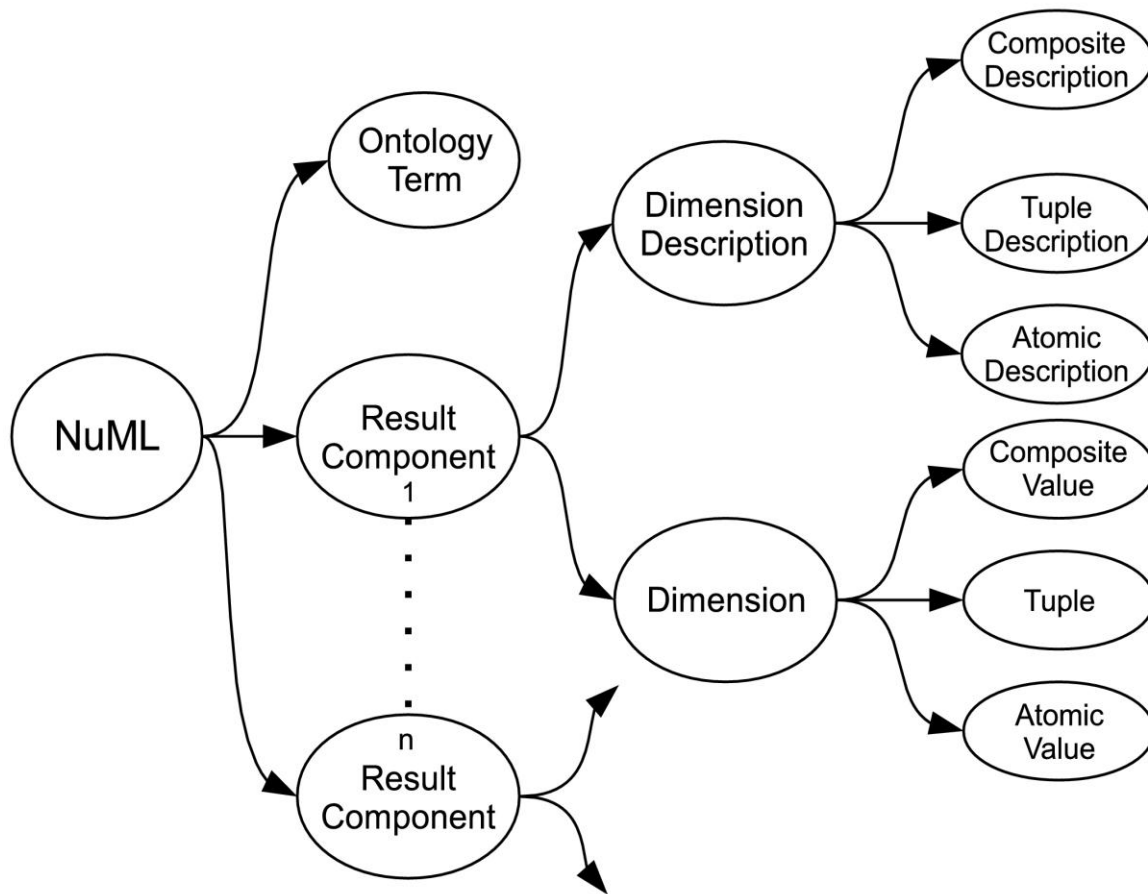 NuML
Ontology
Term
Result
Component
1
n
Result
Component
Dimension
Description
Dimension
Composite
Description
Tuple
Description
Atomic
Description
Composite
Value
Tuple
Atomic
Value